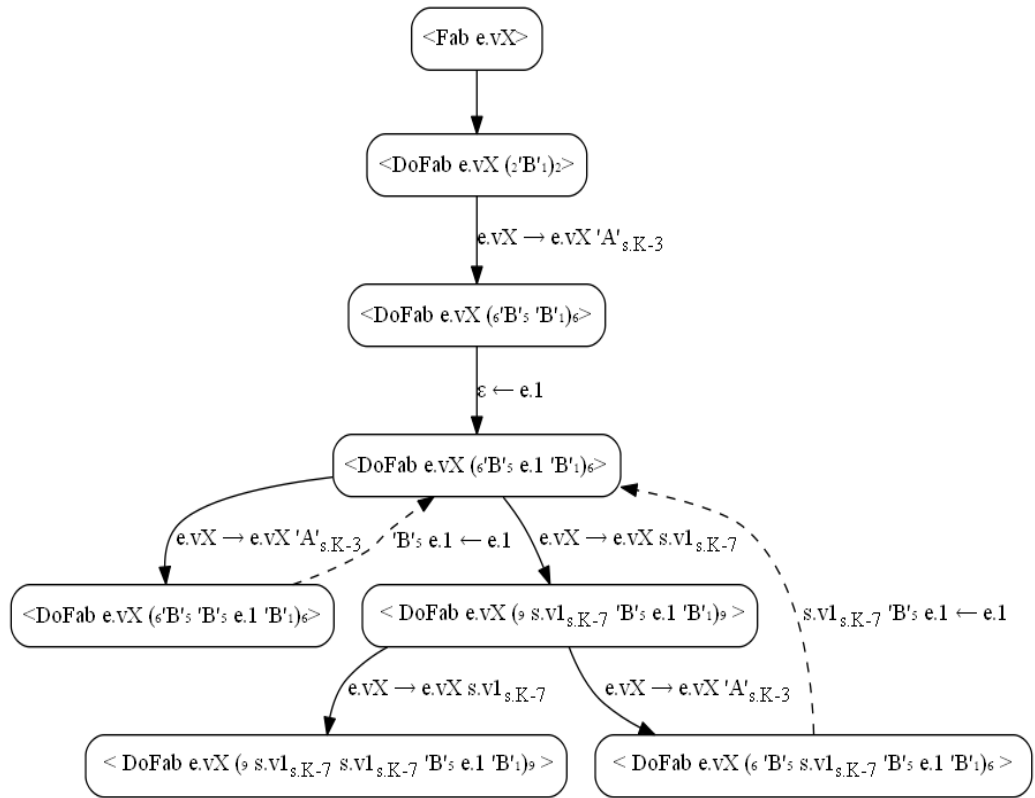 <Fab e.vX>
<DoFab e.vX (₂'B'₁)₂>
e.vX → e.vX 'A's.K-3
<DoFab e.vX (₆'B'₅ 'B'₁)₆>
ε ← e.1
<DoFab e.vX (₆'B'₅ e.1 'B'₁)₆>
e.vX → e.vX 'A's.K-3
'B'₅ e.1 ← e.1
e.vX → e.vX s.v1s.K-7
<DoFab e.vX (₆'B'₅ 'B'₅ e.1 'B'₁)₆>
< DoFab e.vX (₉ s.v1s.K-7 'B'₅ e.1 'B'₁)₉ >
s.v1s.K-7 'B'₅ e.1 ← e.1
e.vX → e.vX s.v1s.K-7
e.vX → e.vX 'A's.K-3
< DoFab e.vX (₉ s.v1s.K-7 s.v1s.K-7 'B'₅ e.1 'B'₁)₉ >
< DoFab e.vX (₆ 'B'₅ s.v1s.K-7 'B'₅ e.1 'B'₁)₆ >